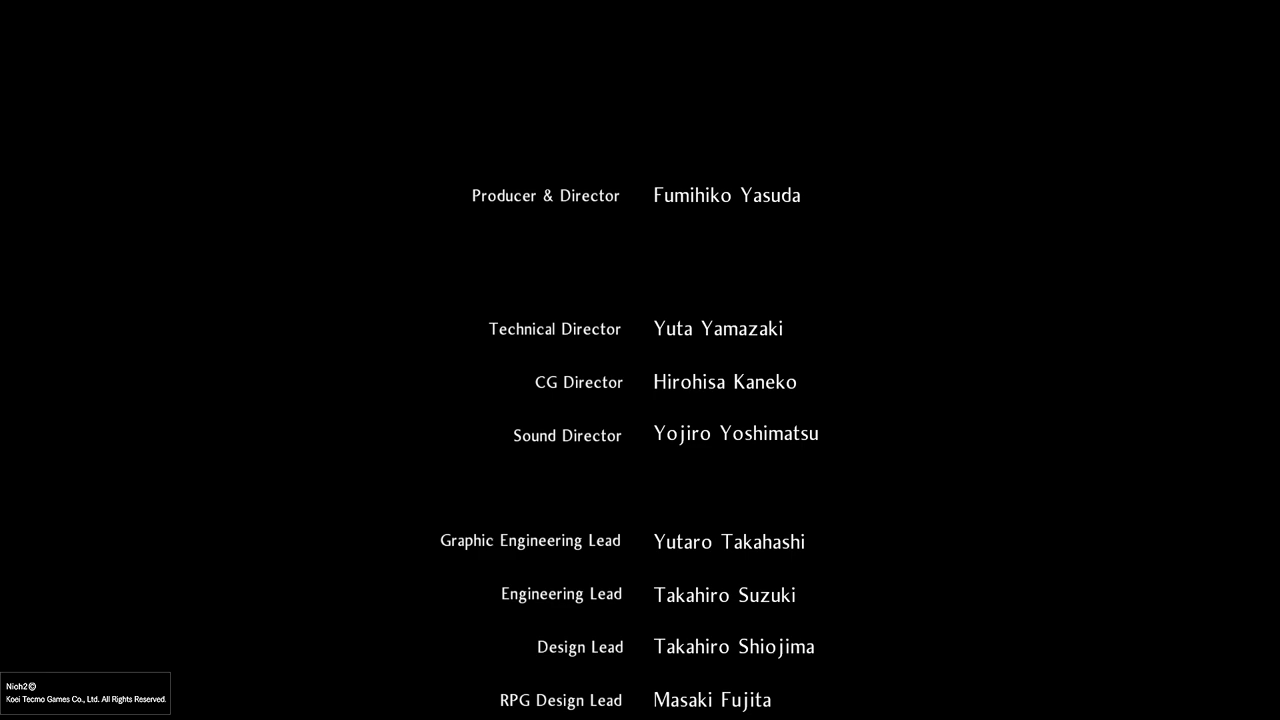 Producer & Director Fumihiko Yasuda
Technical Director Yuta Yamazaki
CG Director Hirohisa Kaneko
Sound Director Yojiro Yoshimatsu
Graphic Engineering Lead Yutaro Takahashi
Engineering Lead Takahiro Suzuki
Design Lead Takahiro Shiojima
RPG Design Lead Masaki Fujita
Nioh2©
Koei Tecmo Games Co., Ltd. All Rights Reserved.